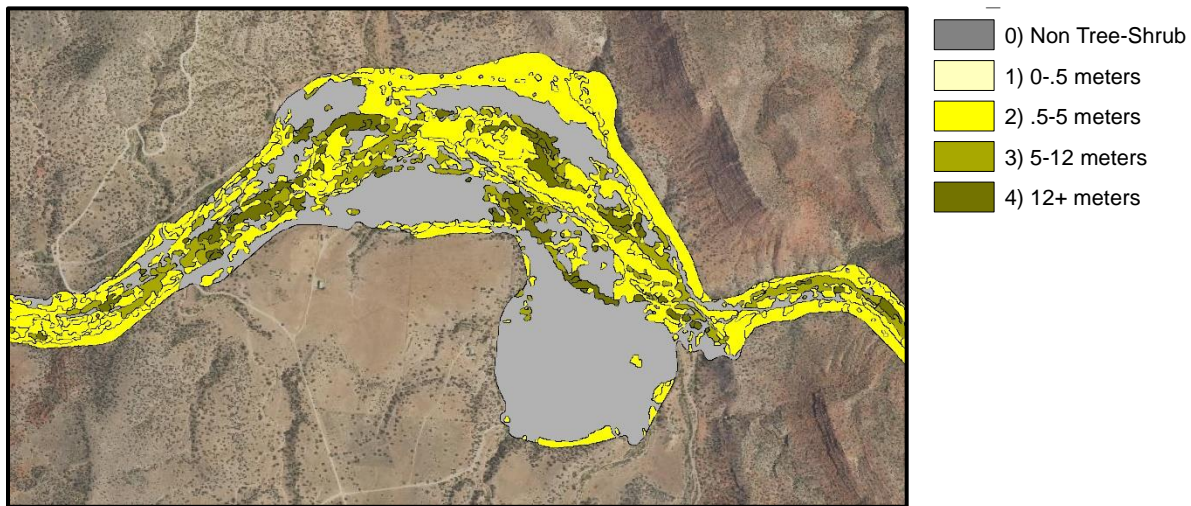 0) Non Tree-Shrub
1) 0-.5 meters
2) .5-5 meters
3) 5-12 meters
4) 12+ meters